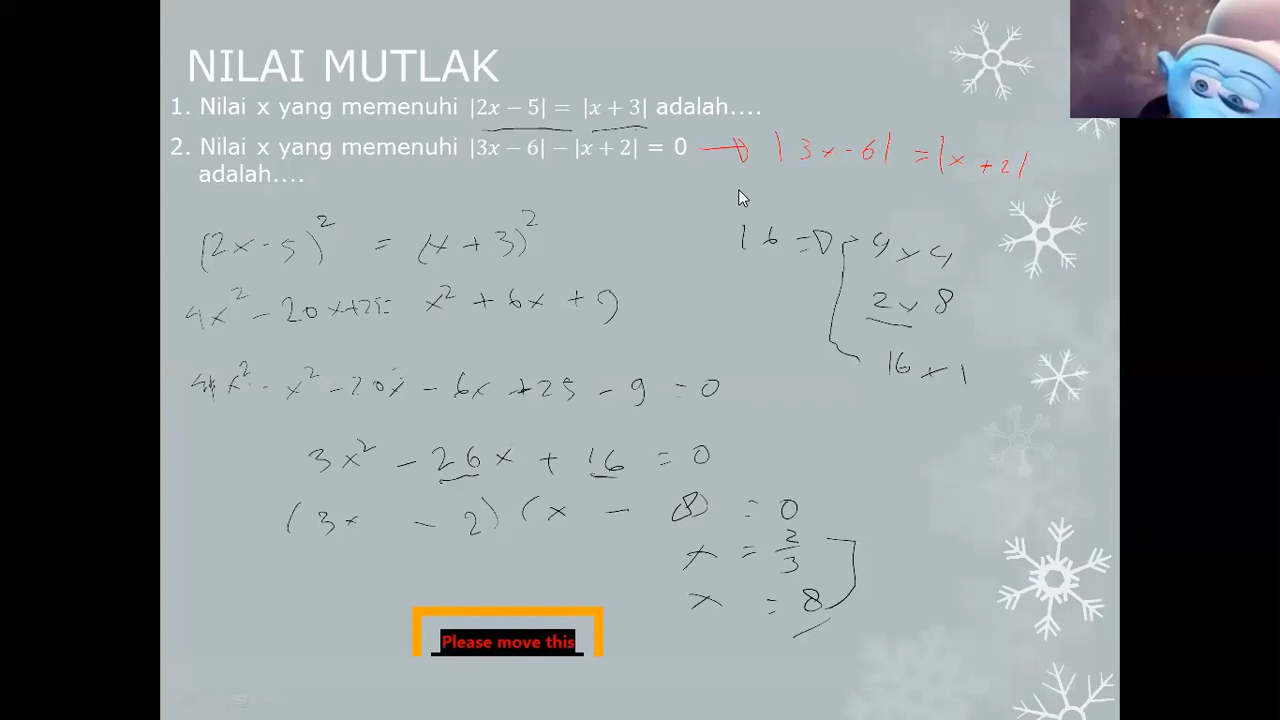 NILAI MUTLAK
1. Nilai x yang memenuhi |2x − 5| = |x + 3| adalah....
2. Nilai x yang memenuhi |3x − 6| − |x + 2| = 0
adalah....
|3x-6| = |x+2|
(2x-5)² = (x+3)²
4x² - 20x+25= x² + 6x + 9
4x² - x² - 20x - 6x + 25 - 9 = 0
3x² - 26x + 16 = 0
(3x - 2)(x - 8) = 0
x = 2/3
x = 8
16 =
4 x 4
2 x 8
16 x 1
Please move this